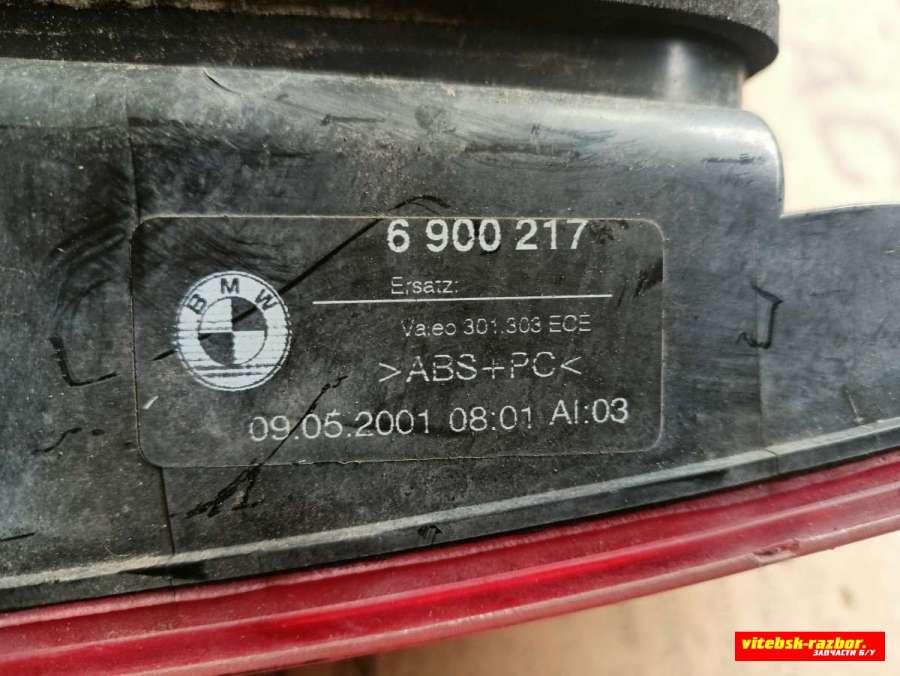 6 900 217
Ersatz:
BMW
Valeo 301.303 ECE
>ABS+PC<
09.05.2001 08:01 AI:03
vitebsk-razbor.
ЗАПЧАСТИ Б/У